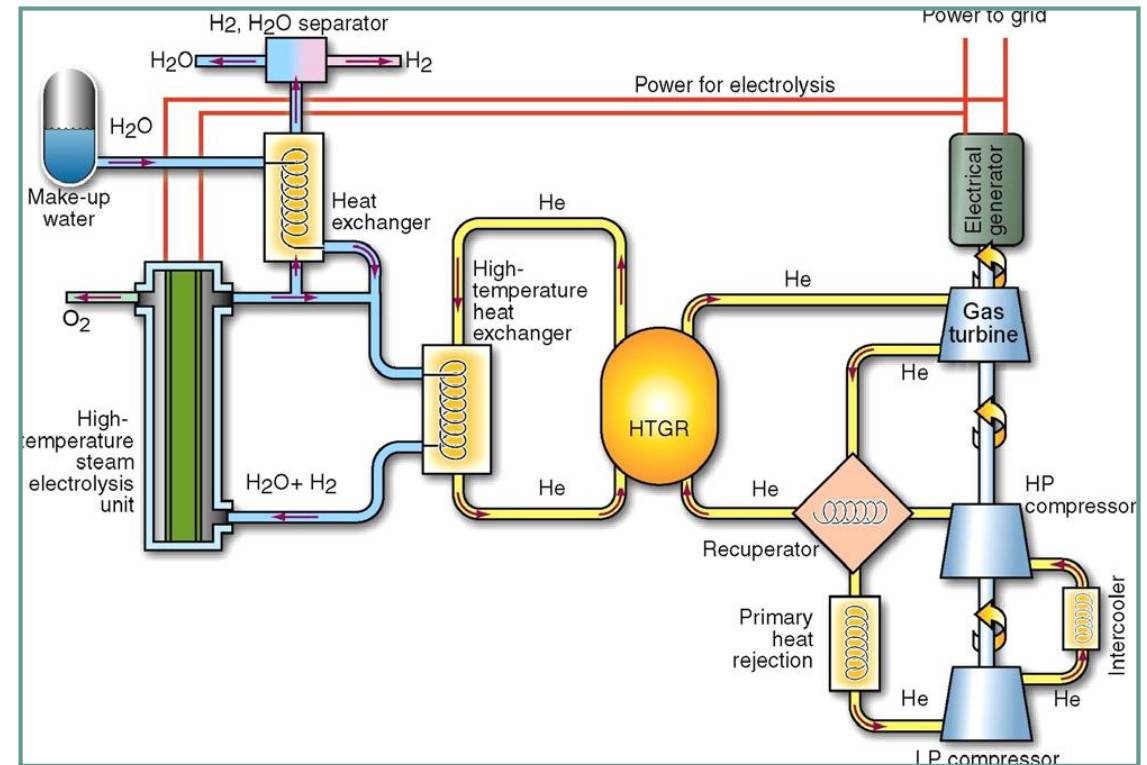 Power to grid
H2, H2O separator
H2O
H2
Power for electrolysis
H2O
Make-up
water
Heat
exchanger
Electrical
generator
He
High-
temperature
heat
exchanger
He
Gas
turbine
He
O2
HTGR
High-
temperature
steam
electrolysis
unit
H2O+ H2
He
He
HP
compressor
Recuperator
Primary
heat
rejection
Intercooler
He
He
LP compressor